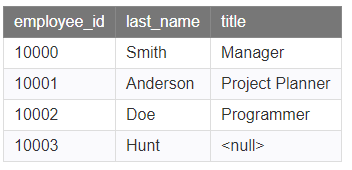 employee_id last_name title
10000 Smith Manager
10001 Anderson Project Planner
10002 Doe Programmer
10003 Hunt <null>